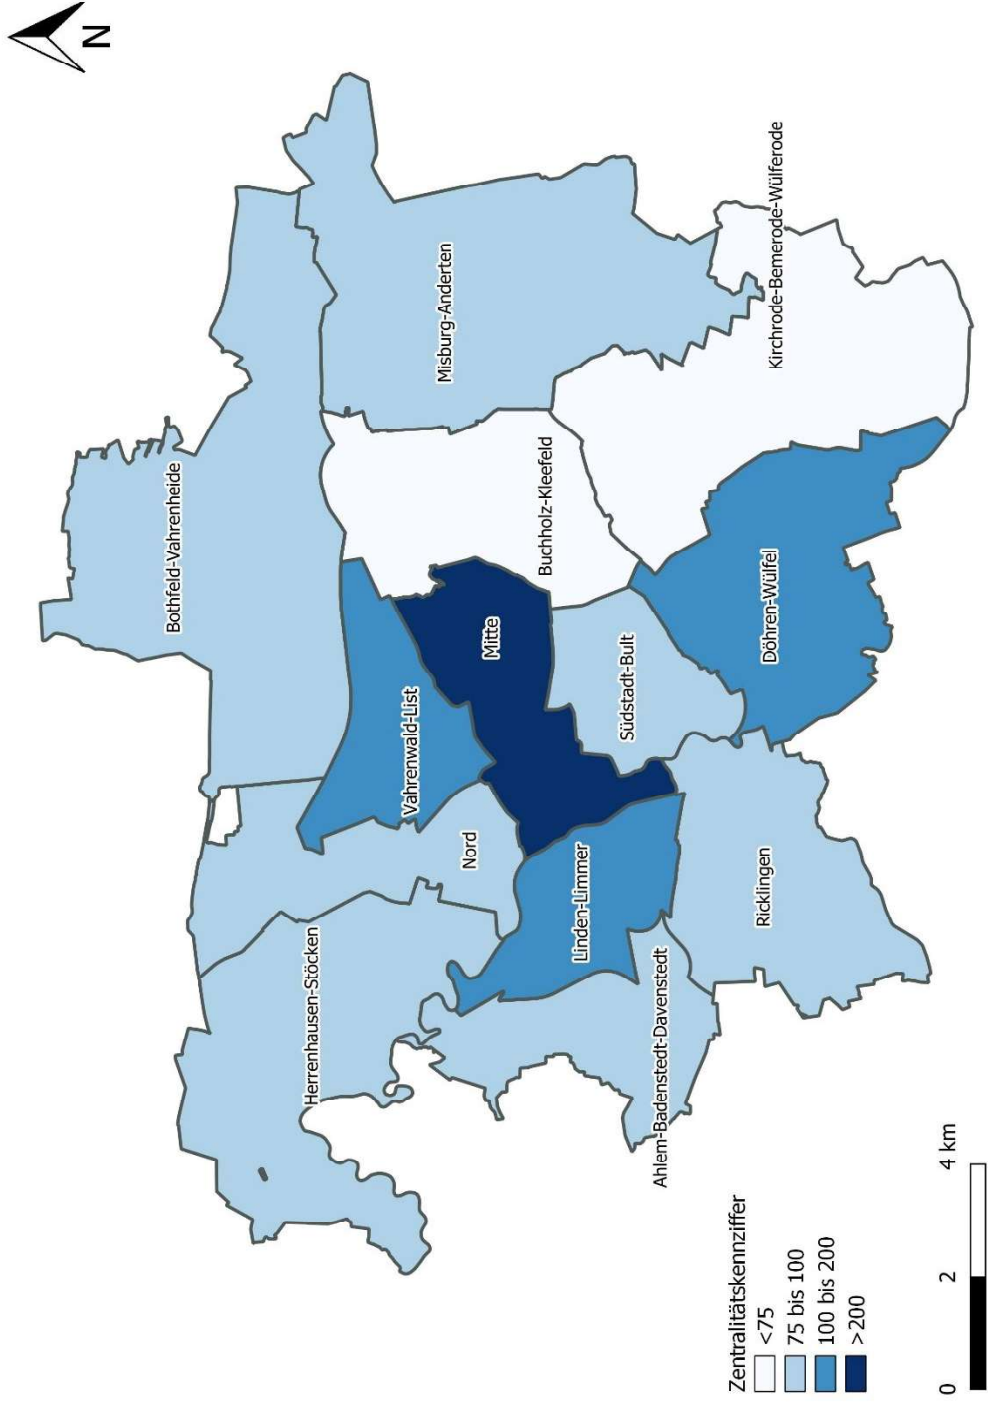 N
Bothfeld-Vahrenheide
Misburg-Anderten
Herrenhausen-Stöcken
Vahrenwald-List
Nord
Mitte
Buchholz-Kleefeld
Linden-Limmer
Südstadt-Bult
Ahlem-Badenstedt-Davenstedt
Ricklingen
Döhren-Wülfel
Kirchrode-Bemerode-Wülferode
Zentralitätskennziffer
<75
75 bis 100
100 bis 200
>200
0 2 4 km